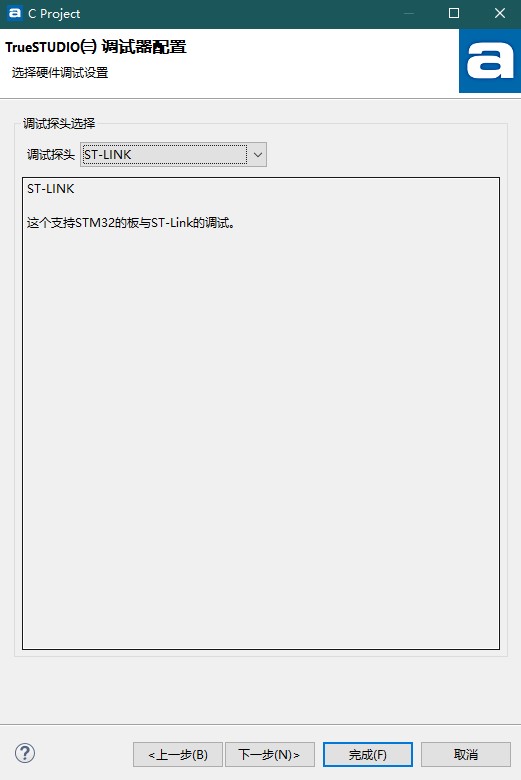 C Project
TrueSTUDIO㈢ 调试器配置
选择硬件调试设置
a
调试探头选择
调试探头 ST-LINK
ST-LINK
这个支持STM32的板与ST-Link的调试。
?
<上一步(B) 下一步(N)> 完成(F) 取消